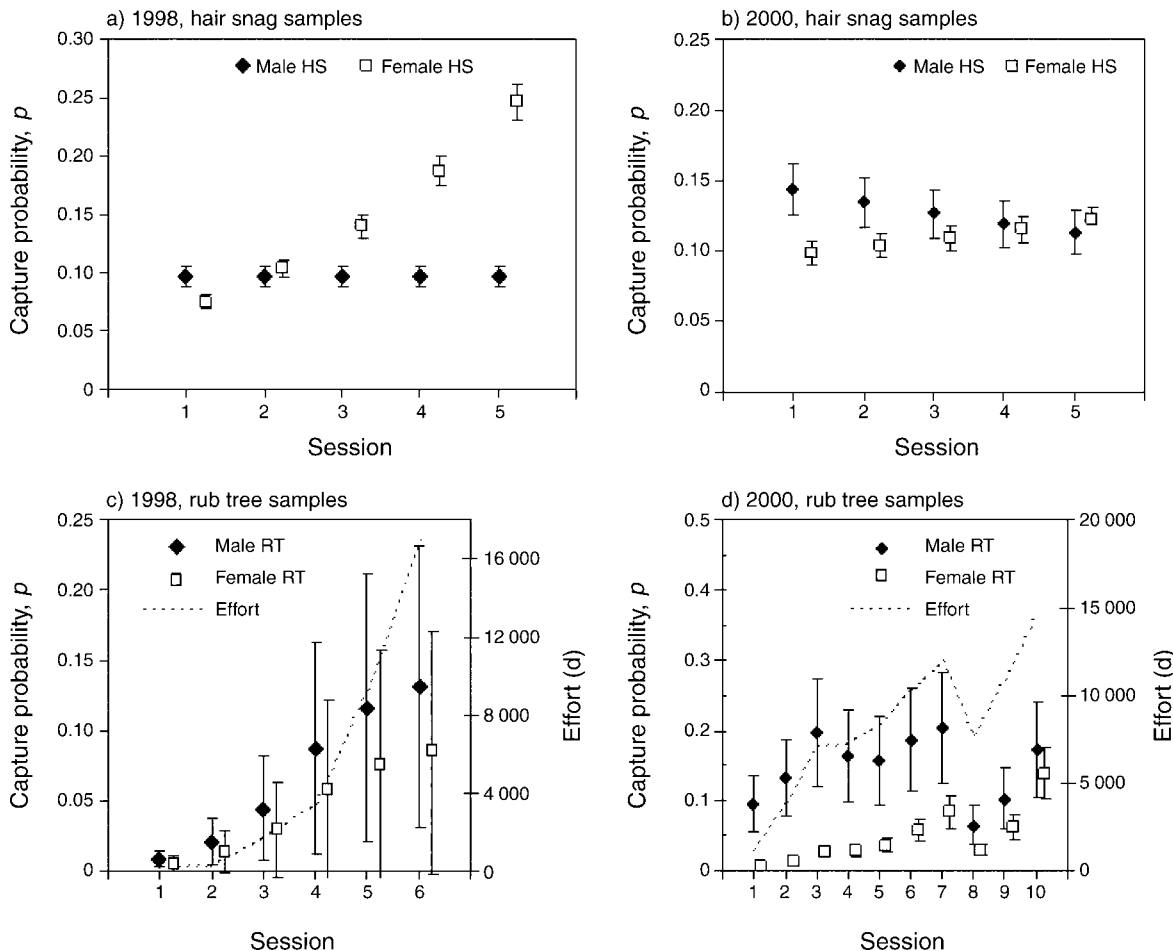 a) 1998, hair snag samples
Male HS Female HS
Capture probability, p
0.30
0.25
0.20
0.15
0.10
0.05
0
1 2 3 4 5
Session
b) 2000, hair snag samples
Male HS Female HS
Capture probability, p
0.25
0.20
0.15
0.10
0.05
0
1 2 3 4 5
Session
c) 1998, rub tree samples
Male RT
Female RT
Effort
Capture probability, p
0.25
0.20
0.15
0.10
0.05
0
16 000
12 000
8 000
4 000
0
Effort (d)
1 2 3 4 5 6
Session
d) 2000, rub tree samples
Male RT
Female RT
Effort
Capture probability, p
0.5
0.4
0.3
0.2
0.1
0
20 000
15 000
10 000
5 000
0
Effort (d)
1 2 3 4 5 6 7 8 9 10
Session